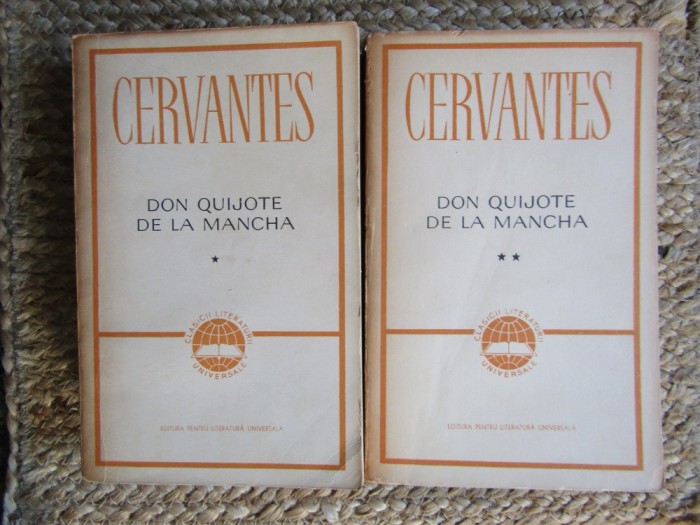 CERVANTES
DON QUIJOTE
DE LA MANCHA
★
CLASICII LITERATURII
UNIVERSALE
EDITURA PENTRU LITERATURĂ UNIVERSALĂ
CERVANTES
DON QUIJOTE
DE LA MANCHA
★★
CLASICII LITERATURII
UNIVERSALE
EDITURA PENTRU LITERATURĂ UNIVERSALĂ